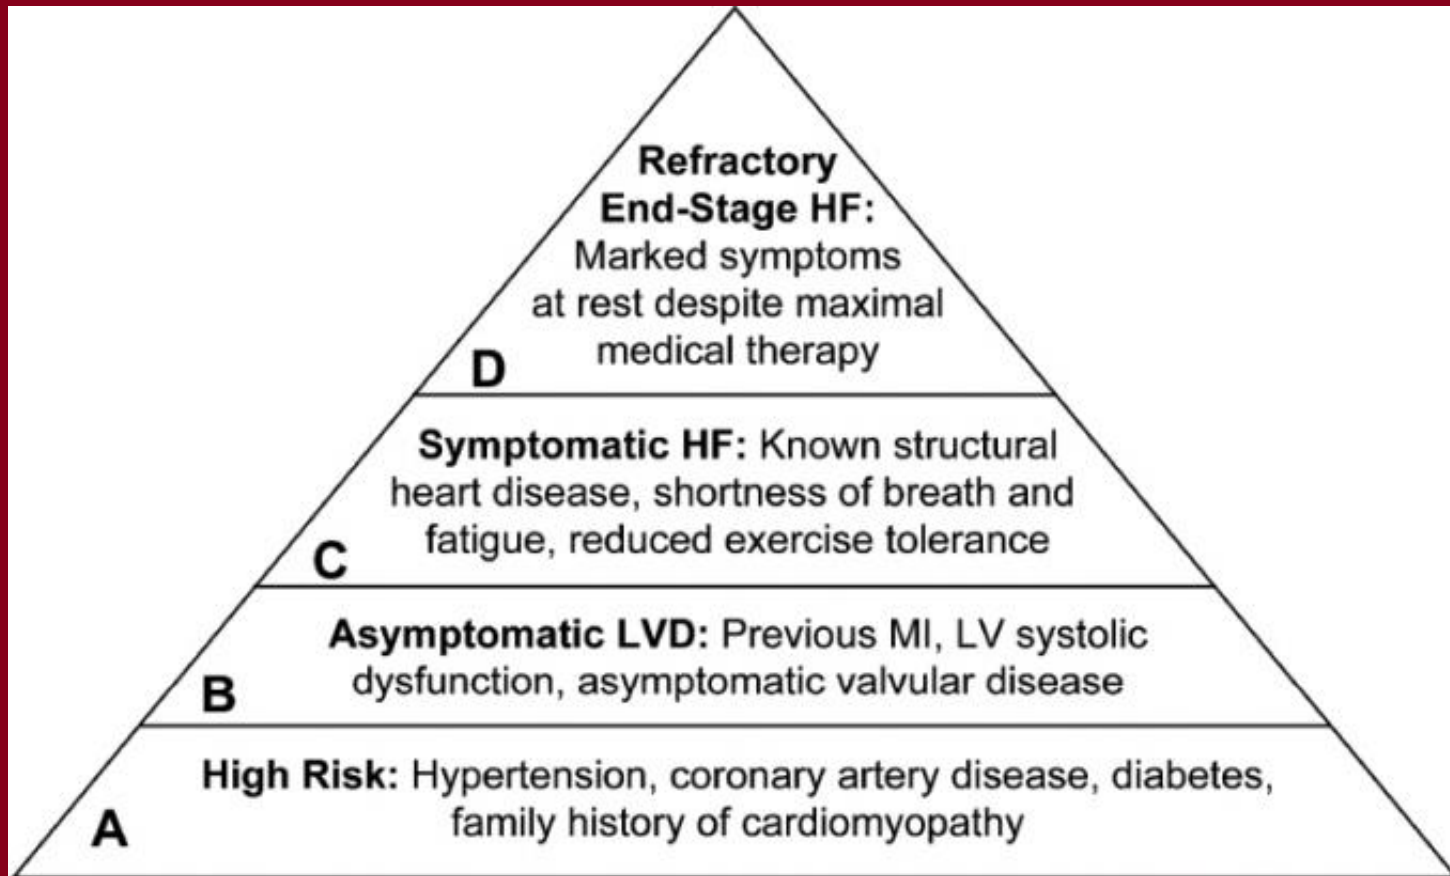 Refractory
End-Stage HF:
Marked symptoms
at rest despite maximal
medical therapy
D
Symptomatic HF: Known structural
heart disease, shortness of breath and
fatigue, reduced exercise tolerance
C
Asymptomatic LVD: Previous MI, LV systolic
dysfunction, asymptomatic valvular disease
B
High Risk: Hypertension, coronary artery disease, diabetes,
family history of cardiomyopathy
A